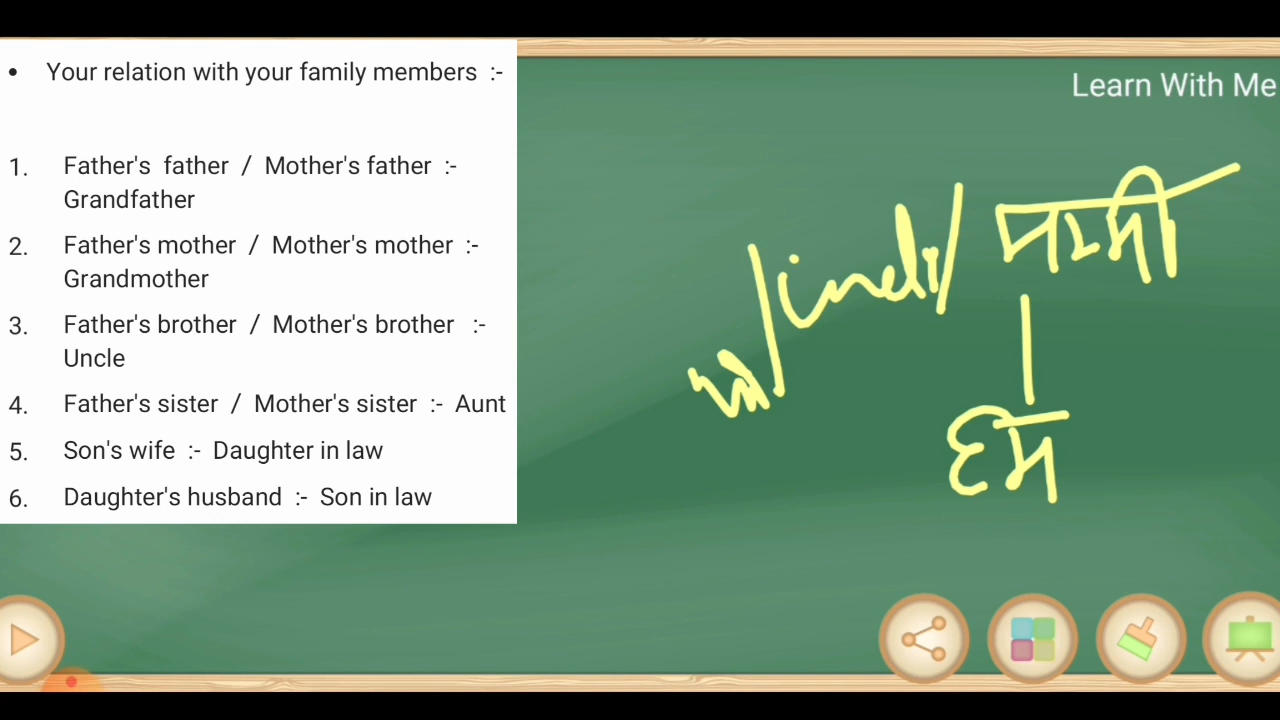 • Your relation with your family members :-
Learn With Me
1. Father's father / Mother's father :-
Grandfather
2. Father's mother / Mother's mother :-
Grandmother
3. Father's brother / Mother's brother :-
Uncle
4. Father's sister / Mother's sister :- Aunt
5. Son's wife :- Daughter in law
6. Daughter's husband :- Son in law
हम